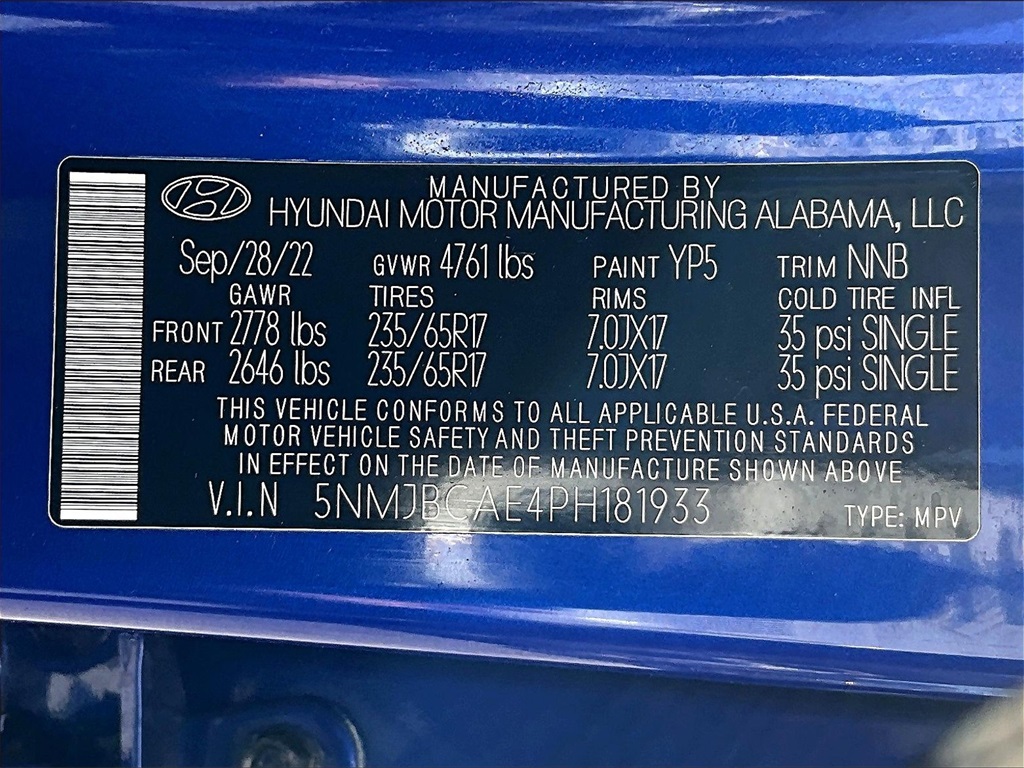 MANUFACTURED BY
HYUNDAI MOTOR MANUFACTURING ALABAMA, LLC
Sep/28/22 GVWR 4761 lbs PAINT YP5 TRIM NNB
GAWR TIRES RIMS COLD TIRE INFL
FRONT 2778 lbs 235/65R17 7.0JX17 35 psi SINGLE
REAR 2646 lbs 235/65R17 7.0JX17 35 psi SINGLE
THIS VEHICLE CONFORMS TO ALL APPLICABLE U.S.A. FEDERAL
MOTOR VEHICLE SAFETY AND THEFT PREVENTION STANDARDS
IN EFFECT ON THE DATE OF MANUFACTURE SHOWN ABOVE
V.I.N 5NMJBCAE4PH181933 TYPE: MPV